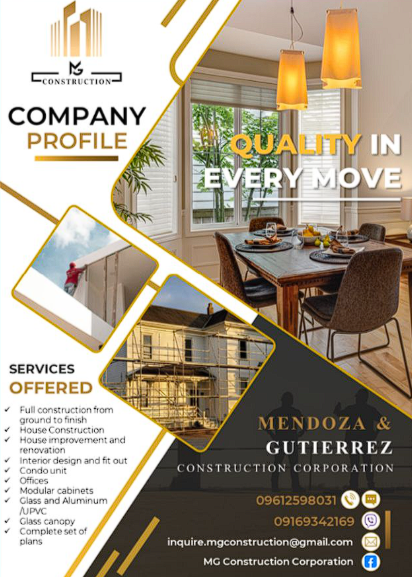 MG
CONSTRUCTION
COMPANY
PROFILE
QUALITY IN
EVERY MOVE
SERVICES
OFFERED
✓ Full construction from
ground to finish
✓ House Construction
✓ House improvement and
renovation
✓ Interior design and fit out
✓ Condo unit
✓ Offices
✓ Modular cabinets
✓ Glass and Aluminum
/UPVC
✓ Glass canopy
✓ Complete set of
plans
MENDOZA &
GUTIERREZ
CONSTRUCTION CORPORATION
09612598031
09169342169
inquire.mgconstruction@gmail.com
MG Construction Corporation